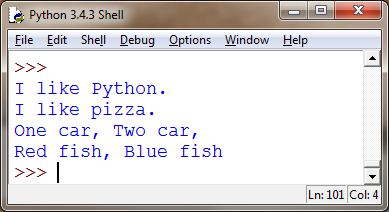 Python 3.4.3 Shell
File Edit Shell Debug Options Window Help
>>>
I like Python.
I like pizza.
One car, Two car,
Red fish, Blue fish
>>>
Ln: 101 Col: 4